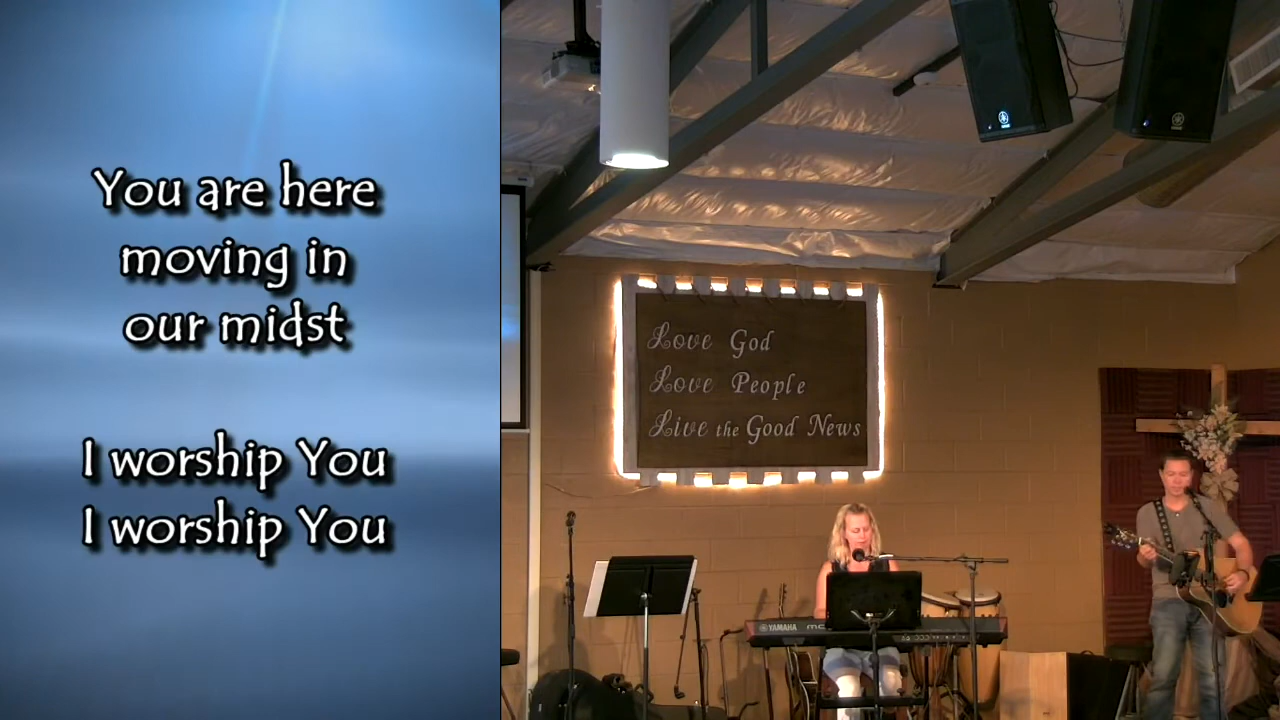 You are here
moving in
our midst
I worship You
I worship You
Love God
Love People
Live the Good News
YAMAHA